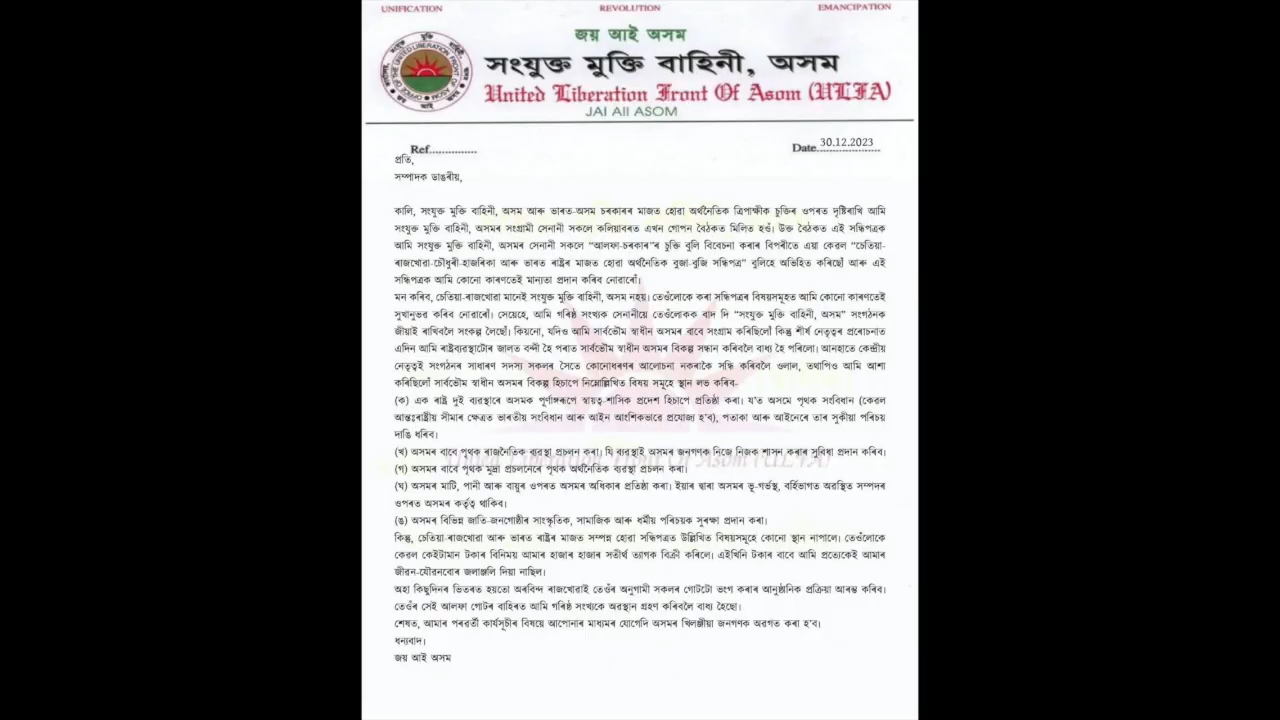 UNIFICATION REVOLUTION EMANCIPATION
জয় আই অসম
সংযুক্ত মুক্তি বাহিনী, অসম
United Liberation Front Of Asom (ULFA)
JAI AII ASOM
Ref............... Date 30.12.2023
প্ৰতি,
সম্পাদক ডাঙৰীয়,
কালি, সংযুক্ত মুক্তি বাহিনী, অসম আৰু ভাৰত-অসম চৰকাৰৰ মাজত হোৱা অৰ্থনৈতিক ত্ৰিপাক্ষীক চুক্তিৰ ওপৰত দৃষ্টিৰাখি আমি
সংযুক্ত মুক্তি বাহিনী, অসমৰ সংগ্ৰামী সেনানী সকলে কলিয়াবৰত এখন গোপন বৈঠকত মিলিত হওঁ। উক্ত বৈঠকত এই সন্ধিপত্ৰক
আমি সংযুক্ত মুক্তি বাহিনী, অসমৰ সেনানী সকলে "আলফা-চৰকাৰ"ৰ চুক্তি বুলি বিবেচনা কৰাৰ বিপৰীতে এয়া কেৱল "চেতিয়া-
ৰাজখোৱা-চৌধুৰী-হাজৰিকা আৰু ভাৰত ৰাষ্ট্ৰৰ মাজত হোৱা অৰ্থনৈতিক বুজা-বুজি সন্ধিপত্ৰ" বুলিহে অভিহিত কৰিছোঁ আৰু এই
সন্ধিপত্ৰক আমি কোনো কাৰণতেই মান্যতা প্ৰদান কৰিব নোৱাৰোঁ।
মন কৰিব, চেতিয়া-ৰাজখোৱা মানেই সংযুক্ত মুক্তি বাহিনী, অসম নহয়। তেওঁলোকে কৰা সন্ধিপত্ৰৰ বিষয়সমূহত আমি কোনো কাৰণতেই
সুখানুভৱ কৰিব নোৱাৰোঁ। সেয়েহে, আমি গৰিষ্ঠ সংখ্যক সেনানীয়ে তেওঁলোকক বাদ দি "সংযুক্ত মুক্তি বাহিনী, অসম" সংগঠনক
জীয়াই ৰাখিবলৈ সংকল্প লৈছোঁ। কিয়নো, যদিও আমি সাৰ্বভৌম স্বাধীন অসমৰ বাবে সংগ্ৰাম কৰিছিলোঁ কিন্তু শীৰ্ষ নেতৃত্বৰ প্ৰৰোচনাত
এদিন আমি ৰাষ্ট্ৰব্যৱস্থাটোৰ জালত বন্দী হৈ পৰাত সাৰ্বভৌম স্বাধীন অসমৰ বিকল্প সন্ধান কৰিবলৈ বাধ্য হৈ পৰিলো। আনহাতে কেন্দ্ৰীয়
নেতৃত্বই সংগঠনৰ সাধাৰণ সদস্য সকলৰ সৈতে কোনোধৰণৰ আলোচনা নকৰাকৈ সন্ধি কৰিবলৈ ওলাল, তথাপিও আমি আশা
কৰিছিলোঁ সাৰ্বভৌম স্বাধীন অসমৰ বিকল্প হিচাপে নিম্নোল্লিখিত বিষয় সমূহে স্থান লভ কৰিব-
(ক) এক ৰাষ্ট্ৰ দুই ব্যৱস্থাৰে অসমক পূৰ্ণাঙ্গৰূপে স্বায়ত্ব-শাসিক প্ৰদেশ হিচাপে প্ৰতিষ্ঠা কৰা। য'ত অসমে পৃথক সংবিধান (কেৱল
আন্তঃৰাষ্ট্ৰীয় সীমাৰ ক্ষেত্ৰত ভাৰতীয় সংবিধান আৰু আইন আংশিকভাৱে প্ৰযোজ্য হ'ব), পতাকা আৰু আইনেৰে তাৰ সুকীয়া পৰিচয়
দাঙি ধৰিব।
(খ) অসমৰ বাবে পৃথক ৰাজনৈতিক ব্যৱস্থা প্ৰচলন কৰা। যি ব্যৱস্থাই অসমৰ জনগণক নিজে নিজক শাসন কৰাৰ সুবিধা প্ৰদান কৰিব।
(গ) অসমৰ বাবে পৃথক মুদ্ৰা প্ৰচলনেৰে পৃথক অৰ্থনৈতিক ব্যৱস্থা প্ৰচলন কৰা।
(ঘ) অসমৰ মাটি, পানী আৰু বায়ুৰ ওপৰত অসমৰ অধিকাৰ প্ৰতিষ্ঠা কৰা। ইয়াৰ দ্বাৰা অসমৰ ভূ-গৰ্ভস্থ, বৰ্হিভাগত অৱস্থিত সম্পদৰ
ওপৰত অসমৰ কৰ্তৃত্ব থাকিব।
(ঙ) অসমৰ বিভিন্ন জাতি-জনগোষ্ঠীৰ সাংস্কৃতিক, সামাজিক আৰু ধৰ্মীয় পৰিচয়ক সুৰক্ষা প্ৰদান কৰা।
কিন্তু, চেতিয়া-ৰাজখোৱা আৰু ভাৰত ৰাষ্ট্ৰৰ মাজত সম্পন্ন হোৱা সন্ধিপত্ৰত উল্লিখিত বিষয়সমূহে কোনো স্থান নাপালে। তেওঁলোকে
কেৱল কেইটামান টকাৰ বিনিময় আমাৰ হাজাৰ হাজাৰ সতীৰ্থ ত্যাগক বিক্ৰী কৰিলে। এইখিনি টকাৰ বাবে আমি প্ৰত্যেকেই আমাৰ
জীৱন-যৌৱনবোৰ জলাঞ্জলি দিয়া নাছিল।
অহা কিছুদিনৰ ভিতৰত হয়তো অৰবিন্দ ৰাজখোৱাই তেওঁৰ অনুগামী সকলৰ গোটটো ভংগ কৰাৰ আনুষ্ঠানিক প্ৰক্ৰিয়া আৰম্ভ কৰিব।
তেওঁৰ সেই আলফা গোটৰ বাহিৰত আমি গৰিষ্ঠ সংখ্যকে অৱস্থান গ্ৰহণ কৰিবলৈ বাধ্য হৈছো।
শেষত, আমাৰ পৰৱৰ্তী কাৰ্যসূচীৰ বিষয়ে আপোনাৰ মাধ্যমৰ যোগেদি অসমৰ খিলঞ্জীয়া জনগণক অৱগত কৰা হ'ব।
ধন্যবাদ।
জয় আই অসম